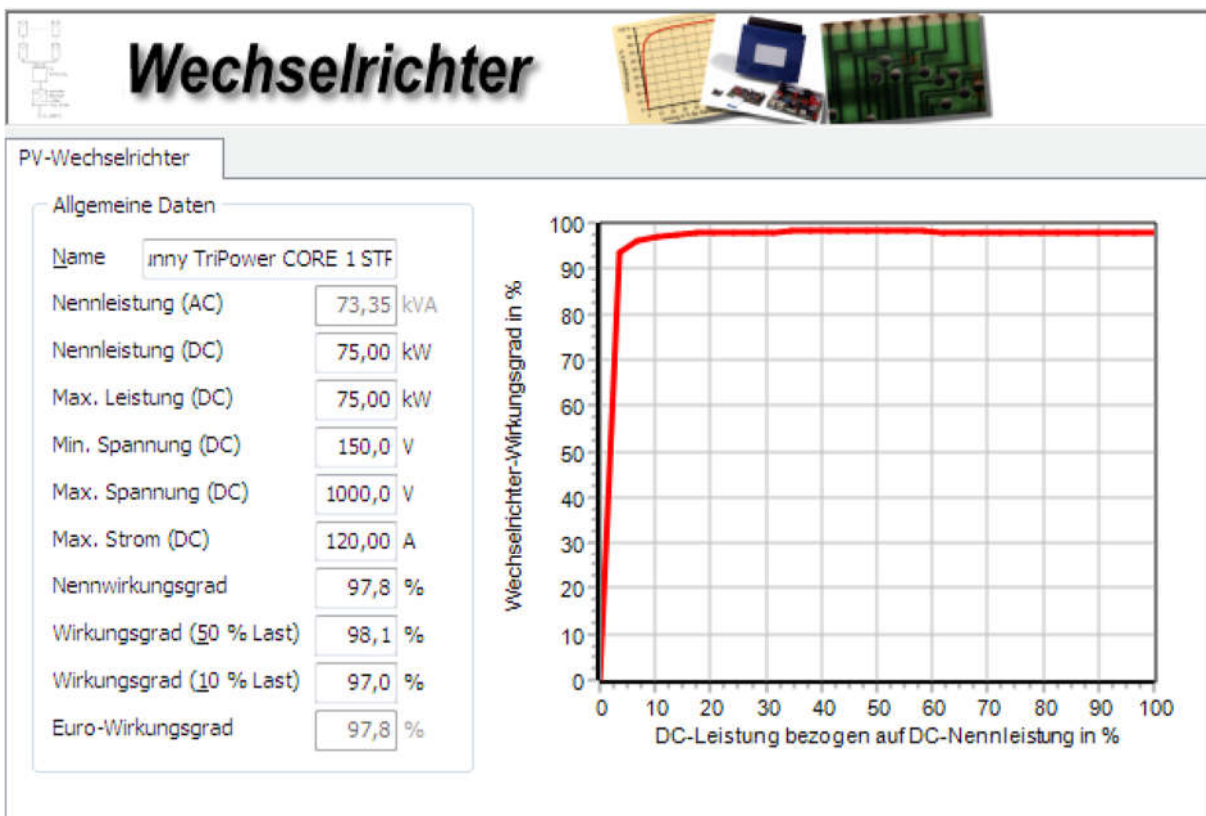 Wechselrichter
PV-Wechselrichter
Allgemeine Daten
Name unny TriPower CORE 1 STF
Nennleistung (AC) 73,35 kVA
Nennleistung (DC) 75,00 kW
Max. Leistung (DC) 75,00 kW
Min. Spannung (DC) 150,0 V
Max. Spannung (DC) 1000,0 V
Max. Strom (DC) 120,00 A
Nennwirkungsgrad 97,8 %
Wirkungsgrad (50 % Last) 98,1 %
Wirkungsgrad (10 % Last) 97,0 %
Euro-Wirkungsgrad 97,8 %
Wechselrichter-Wirkungsgrad in %
100
90
80
70
60
50
40
30
20
10
0
0 10 20 30 40 50 60 70 80 90 100
DC-Leistung bezogen auf DC-Nennleistung in %